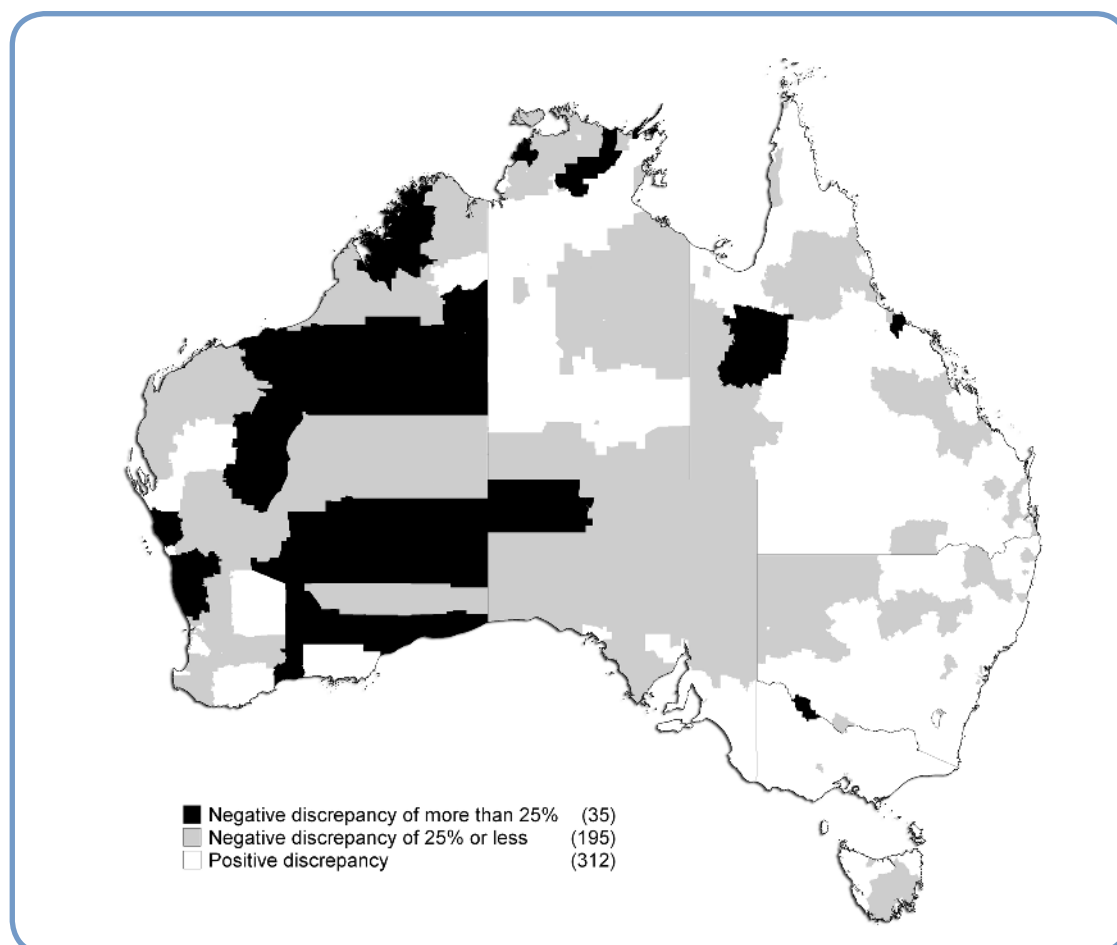 Negative discrepancy of more than 25% (35)
Negative discrepancy of 25% or less (195)
Positive discrepancy (312)